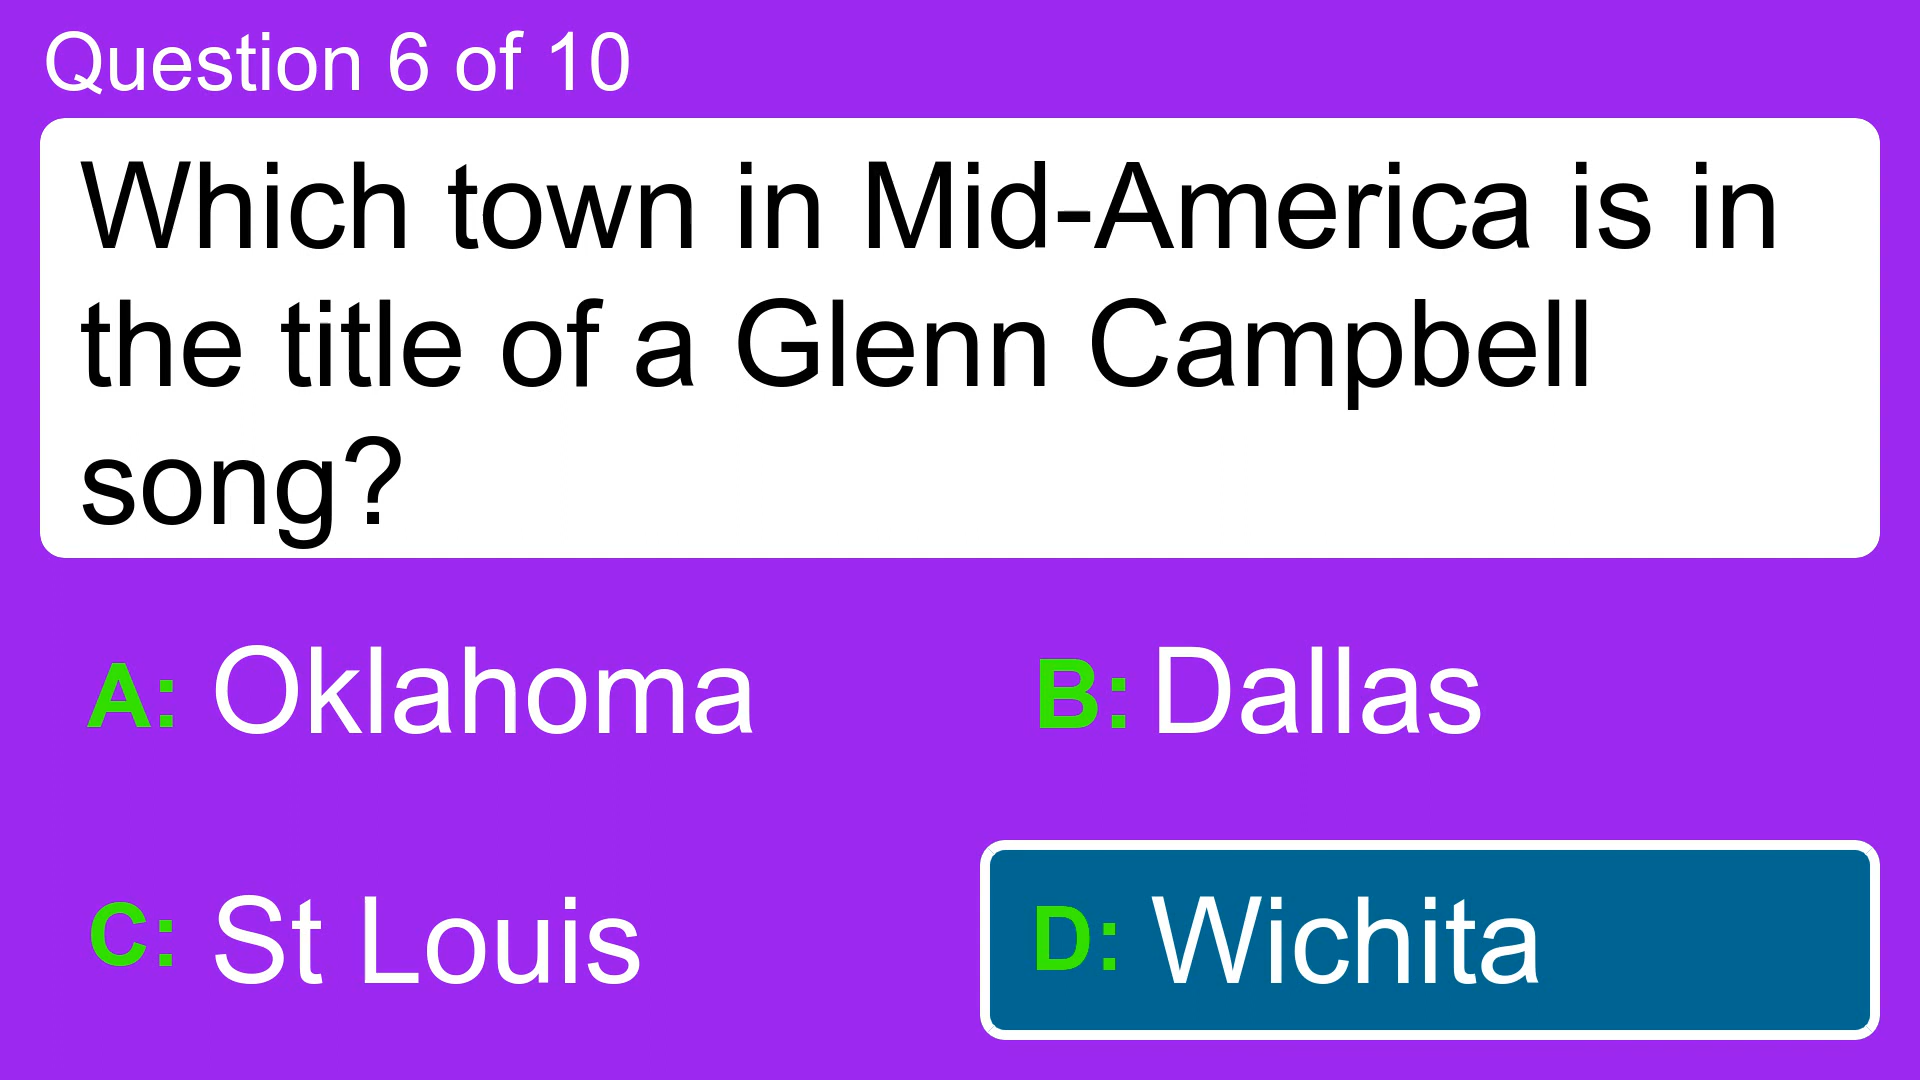 Question 6 of 10
Which town in Mid-America is in
the title of a Glenn Campbell
song?
A: Oklahoma
B: Dallas
C: St Louis
D: Wichita